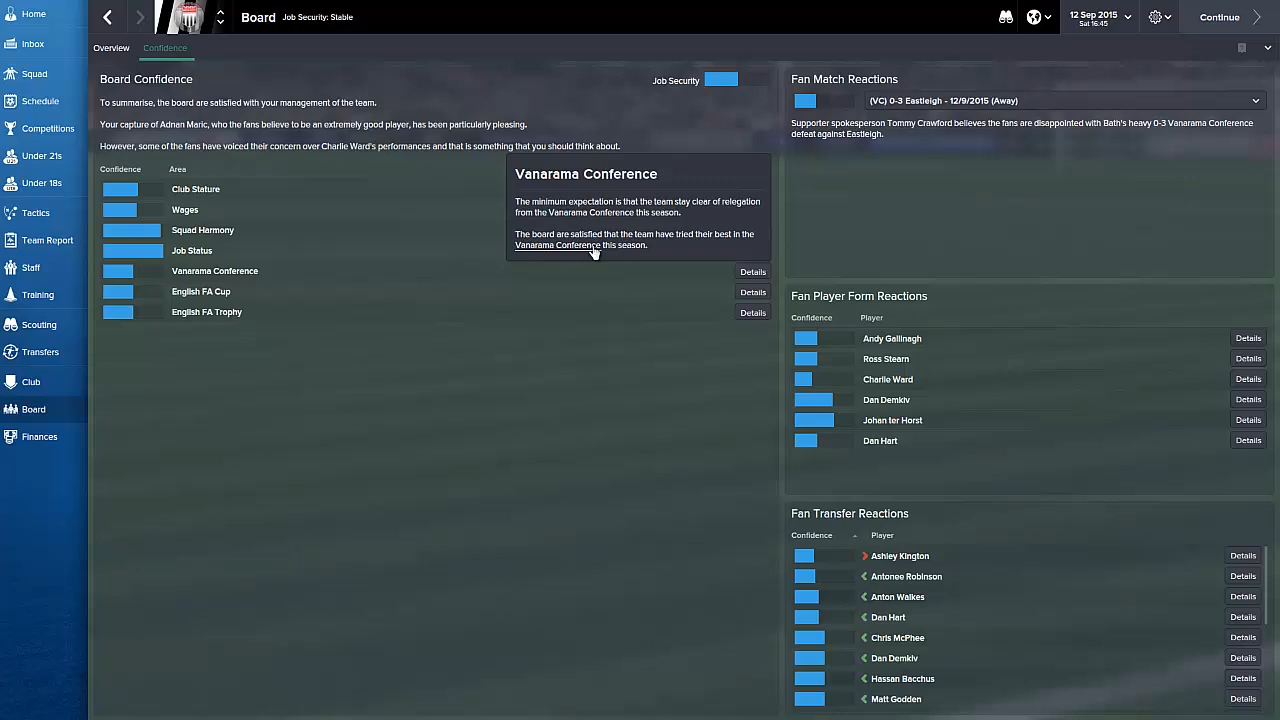 Home
Inbox
Squad
Schedule
Competitions
Under 21s
Under 18s
Tactics
Team Report
Staff
Training
Scouting
Transfers
Club
Board
Finances
Board Job Security: Stable
12 Sep 2015
Sat 16:45
Continue
Overview
Confidence
Board Confidence
Job Security
To summarise, the board are satisfied with your management of the team.
Your capture of Adnan Maric, who the fans believe to be an extremely good player, has been particularly pleasing.
However, some of the fans have voiced their concern over Charlie Ward's performances and that is something that you should think about.
Confidence Area
Club Stature
Wages
Squad Harmony
Job Status
Vanarama Conference Details
English FA Cup Details
English FA Trophy Details
Vanarama Conference
The minimum expectation is that the team stay clear of relegation
from the Vanarama Conference this season.
The board are satisfied that the team have tried their best in the
Vanarama Conference this season.
Fan Match Reactions
(VC) 0-3 Eastleigh - 12/9/2015 (Away)
Supporter spokesperson Tommy Crawford believes the fans are disappointed with Bath's heavy 0-3 Vanarama Conference
defeat against Eastleigh.
Fan Player Form Reactions
Confidence Player
Andy Gallinagh Details
Ross Stearn Details
Charlie Ward Details
Dan Demkiv Details
Johan ter Horst Details
Dan Hart Details
Fan Transfer Reactions
Confidence Player
Ashley Kington Details
Antonee Robinson Details
Anton Walkes Details
Dan Hart Details
Chris McPhee Details
Dan Demkiv Details
Hassan Bacchus Details
Matt Godden Details